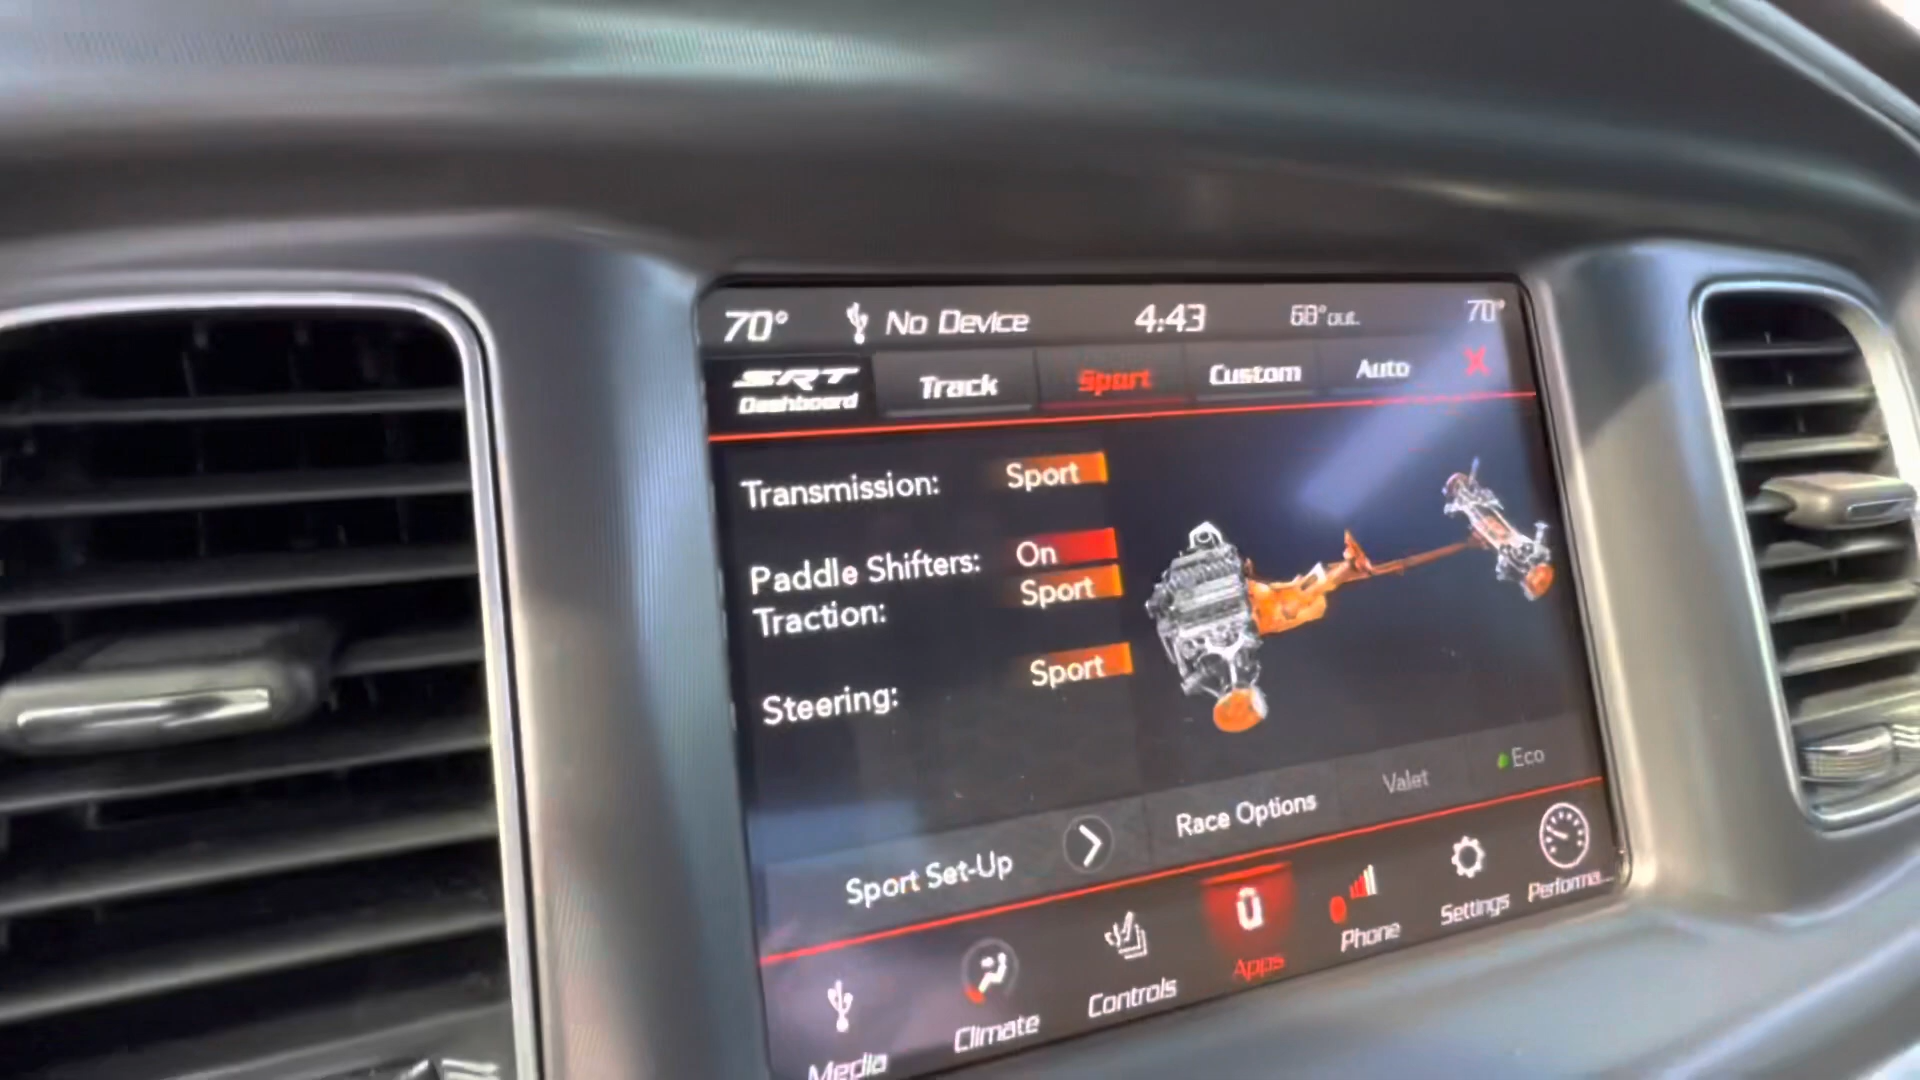 70° No Device 4:43 68°out. 70°
SRT Dashboard Track Sport Custom Auto X
Transmission: Sport
Paddle Shifters: On
Traction: Sport
Steering: Sport
Sport Set-Up Race Options Valet Eco
Media Climate Controls Apps Phone Settings Performa...